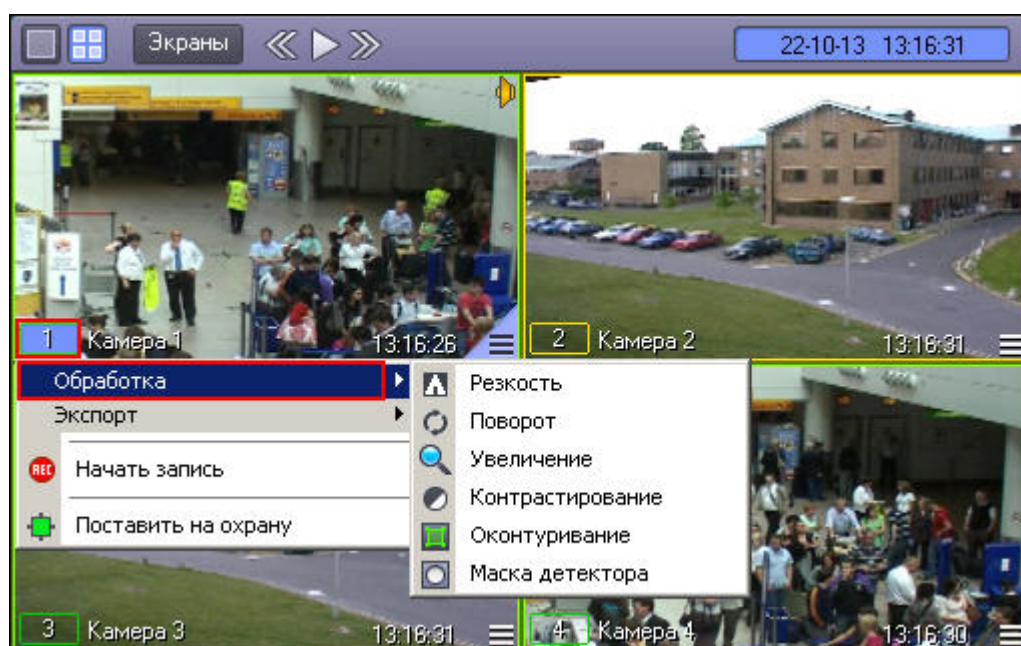 Экраны
22-10-13 13:16:31
1 Камера 1 13:16:26
2 Камера 2 13:16:31
Обработка
Экспорт
REC Начать запись
Поставить на охрану
Резкость
Поворот
Увеличение
Контрастирование
Оконтуривание
Маска детектора
3 Камера 3 13:16:31
4 Камера 4 13:16:30